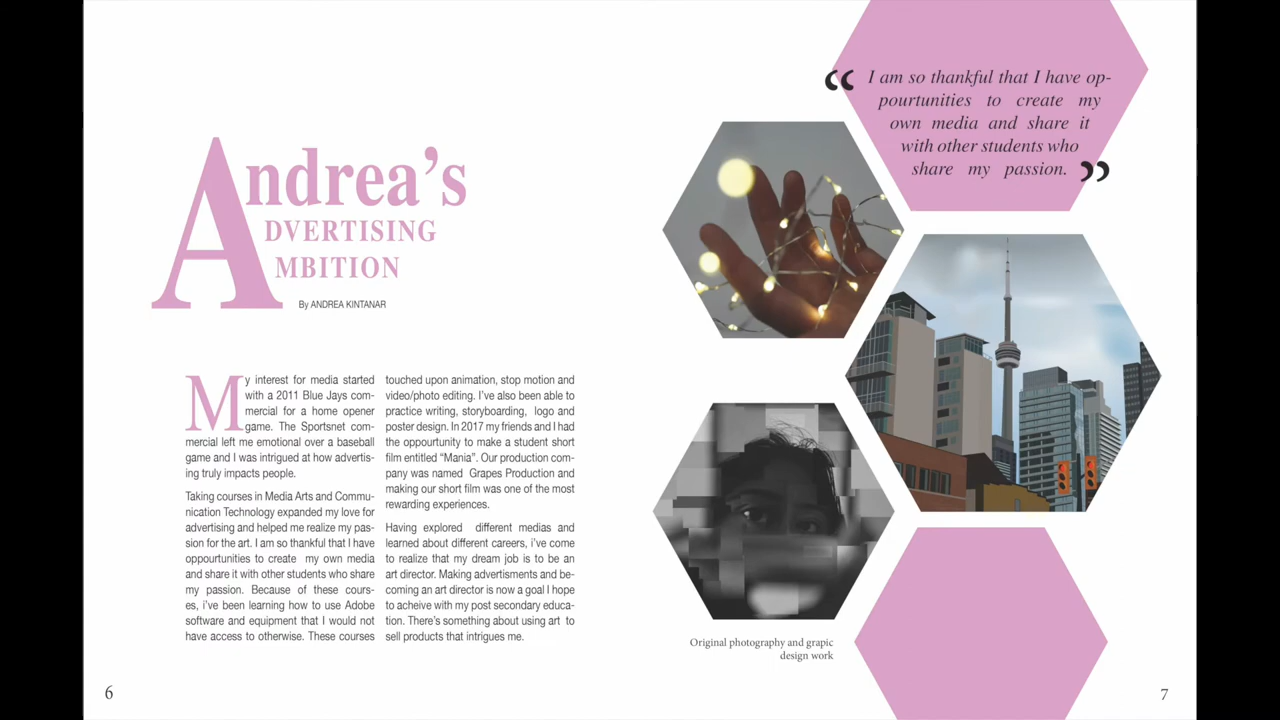 Andrea’s
DVERTISING
MBITION
By ANDREA KINTANAR
My interest for media started
with a 2011 Blue Jays com-
mercial for a home opener
game. The Sportsnet com-
mercial left me emotional over a baseball
game and I was intrigued at how advertis-
ing truly impacts people.
Taking courses in Media Arts and Commu-
nication Technology expanded my love for
advertising and helped me realize my pas-
sion for the art. I am so thankful that I have
oppourtunities to create my own media
and share it with other students who share
my passion. Because of these cours-
es, i’ve been learning how to use Adobe
software and equipment that I would not
have access to otherwise. These courses
touched upon animation, stop motion and
video/photo editing. I’ve also been able to
practice writing, storyboarding, logo and
poster design. In 2017 my friends and I had
the oppourtunity to make a student short
film entitled “Mania”. Our production com-
pany was named Grapes Production and
making our short film was one of the most
rewarding experiences.
Having explored different medias and
learned about different careers, i’ve come
to realize that my dream job is to be an
art director. Making advertisments and be-
coming an art director is now a goal I hope
to acheive with my post secondary educa-
tion. There’s something about using art to
sell products that intrigues me.
6
“ I am so thankful that I have op-
pourtunities to create my
own media and share it
with other students who
share my passion. ”
Original photography and grapic
design work
7